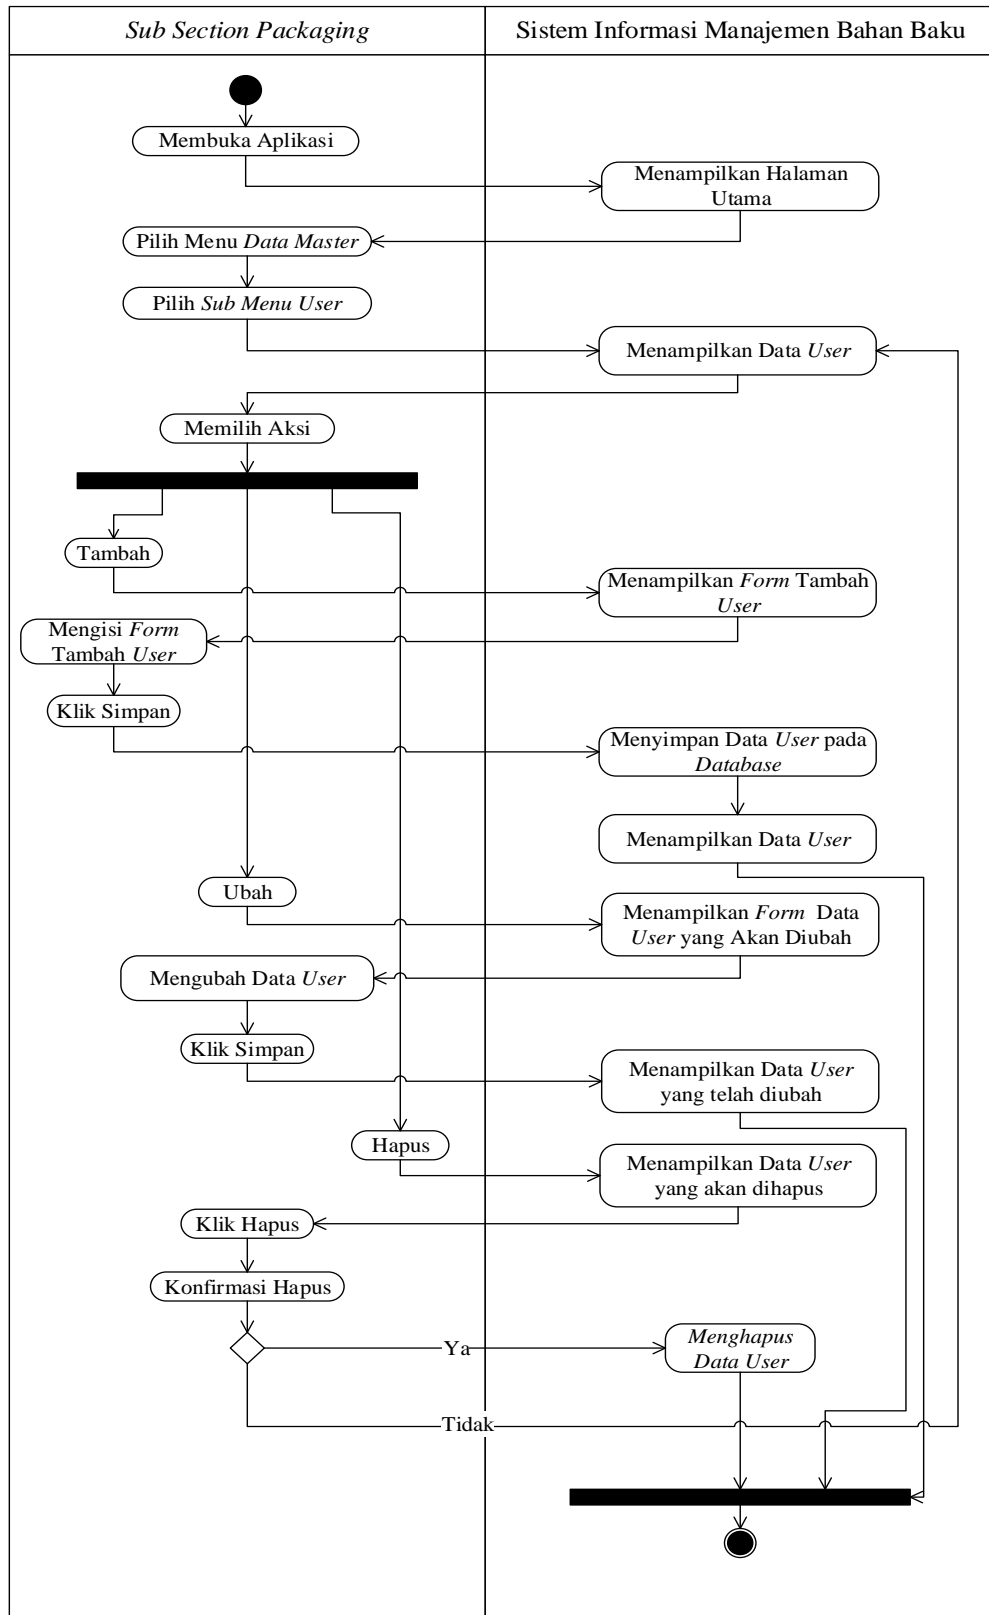 Sub Section Packaging
Sistem Informasi Manajemen Bahan Baku
Membuka Aplikasi
Menampilkan Halaman
Utama
Pilih Menu Data Master
Pilih Sub Menu User
Menampilkan Data User
Memilih Aksi
Tambah
Menampilkan Form Tambah
User
Mengisi Form
Tambah User
Klik Simpan
Menyimpan Data User pada
Database
Menampilkan Data User
Ubah
Menampilkan Form Data
User yang Akan Diubah
Mengubah Data User
Klik Simpan
Menampilkan Data User
yang telah diubah
Hapus
Menampilkan Data User
yang akan dihapus
Klik Hapus
Konfirmasi Hapus
Ya
Menghapus
Data User
Tidak